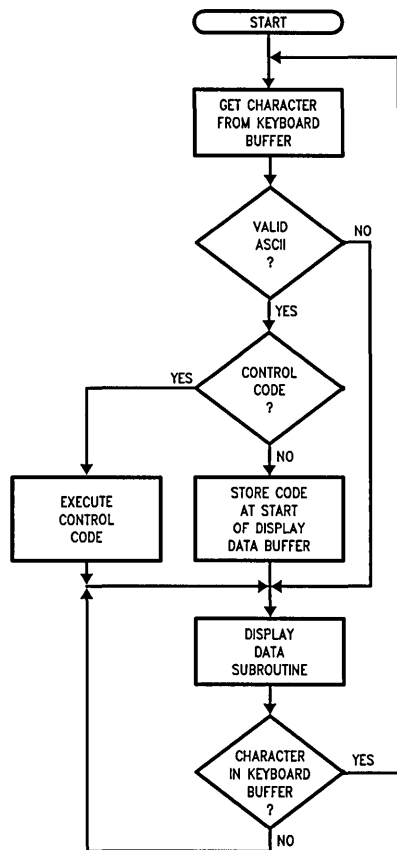 START
GET CHARACTER
FROM KEYBOARD
BUFFER
VALID
ASCII
?
NO
YES
YES
CONTROL
CODE
?
NO
EXECUTE
CONTROL
CODE
STORE CODE
AT START
OF DISPLAY
DATA BUFFER
DISPLAY
DATA
SUBROUTINE
CHARACTER
IN KEYBOARD
BUFFER
?
YES
NO